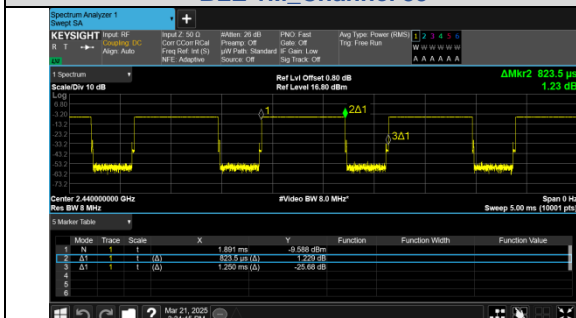 Spectrum Analyzer 1
Swept SA
KEYSIGHT Input: RF Input Z: 50 Ω #Atten: 26 dB PNO: Fast Avg Type: Power (RMS) 1 2 3 4 5 6
R T Coupling: DC Corr CCorr RCal Preamp: Off Gate: Off Trig: Free Run W W W W W W
Align: Auto Freq Ref: Int (S) µW Path: Standard IF Gain: Low
NFE: Adaptive Source: Off Sig Track: Off A A A A A A
1 Spectrum ΔMkr2 823.5 µs
Ref Lvl Offset 0.80 dB
Scale/Div 10 dB Ref Level 16.80 dBm 1.23 dB
Log
6.80
-3.20 1 2Δ1
-13.2
-23.2 3Δ1
-33.2
-43.2
-53.2
-63.2
-73.2
Center 2.440000000 GHz #Video BW 8.0 MHz* Span 0 Hz
Res BW 8 MHz Sweep 5.00 ms (10001 pts)
5 Marker Table
Mode Trace Scale X Y Function Function Width Function Value
1 N 1 t 1.891 ms -9.588 dBm
2 Δ1 1 t (Δ) 823.5 µs (Δ) 1.229 dB
3 Δ1 1 t (Δ) 1.250 ms (Δ) -25.68 dB
4
5
6
? Mar 21, 2025